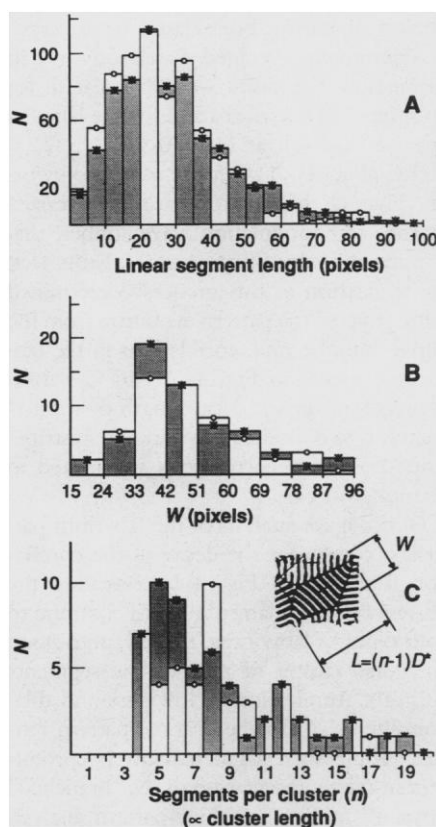 100
60
20
N
A
10 20 30 40 50 60 70 80 90 100
Linear segment length (pixels)
20
10
N
B
15 24 33 42 51 60 69 78 87 96
W (pixels)
10
5
N
C
W
L=(n-1)D*
1 3 5 7 9 11 13 15 17 19
Segments per cluster (n)
(∝ cluster length)